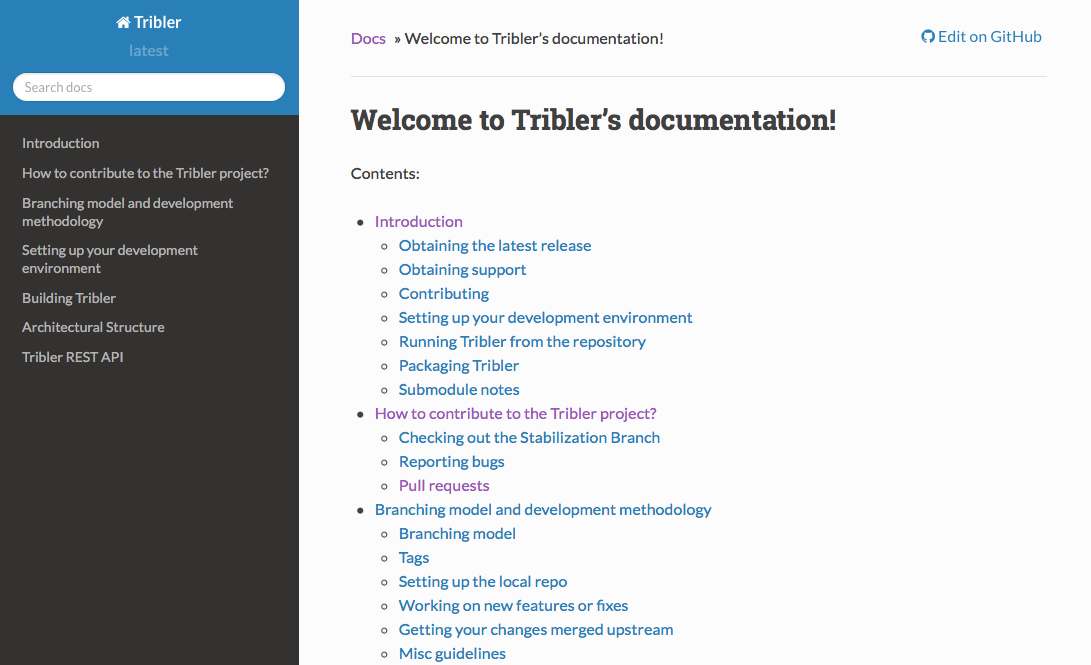 Tribler
latest
Search docs
Introduction
How to contribute to the Tribler project?
Branching model and development
methodology
Setting up your development
environment
Building Tribler
Architectural Structure
Tribler REST API
Docs » Welcome to Tribler’s documentation!
Edit on GitHub
Welcome to Tribler’s documentation!
Contents:
Introduction
Obtaining the latest release
Obtaining support
Contributing
Setting up your development environment
Running Tribler from the repository
Packaging Tribler
Submodule notes
How to contribute to the Tribler project?
Checking out the Stabilization Branch
Reporting bugs
Pull requests
Branching model and development methodology
Branching model
Tags
Setting up the local repo
Working on new features or fixes
Getting your changes merged upstream
Misc guidelines